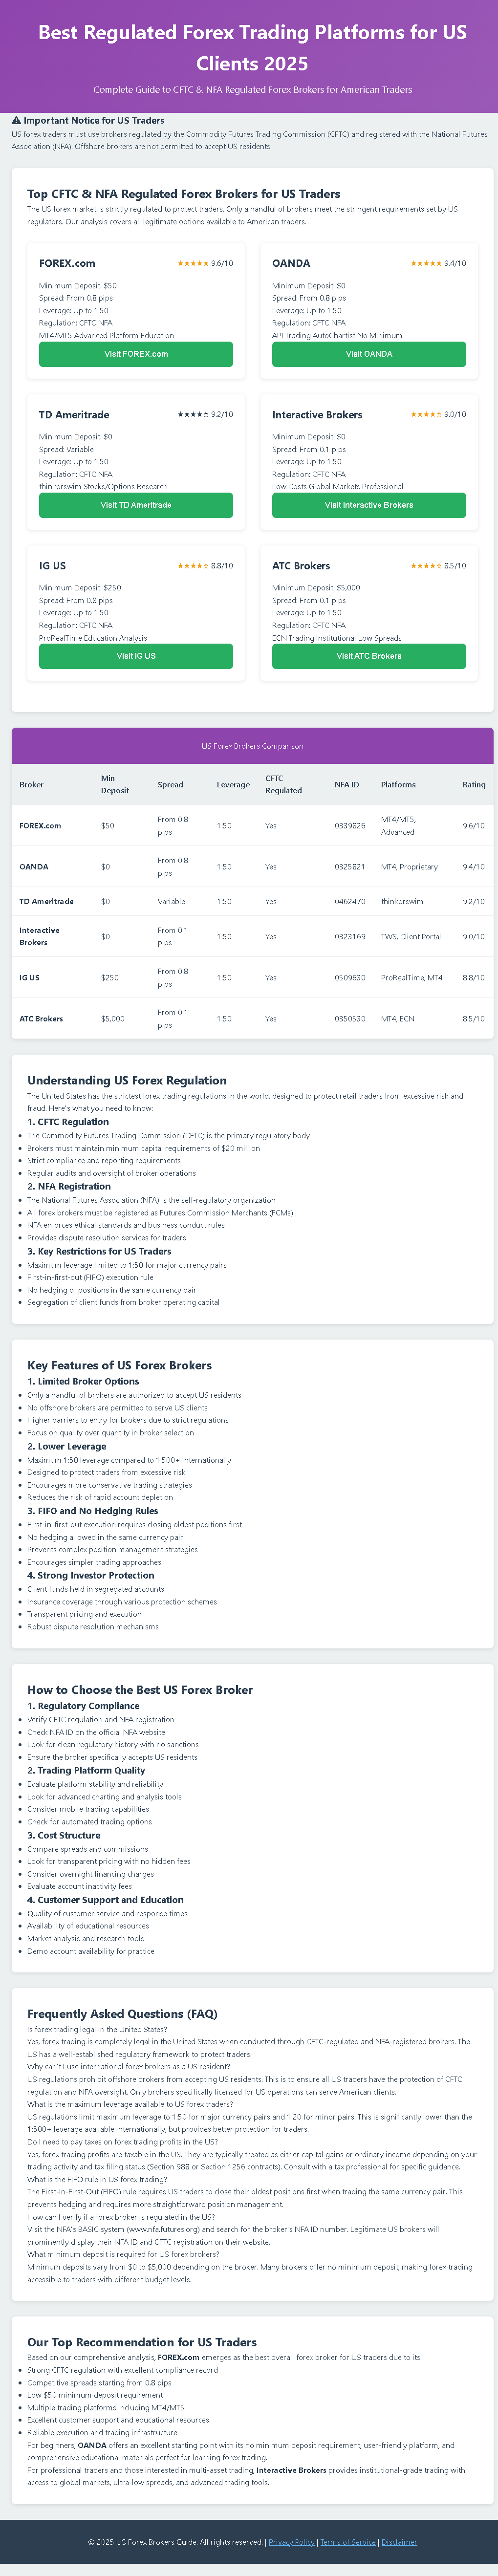 Best Regulated Forex Trading Platforms for US
Clients 2025
Complete Guide to CFTC & NFA Regulated Forex Brokers for American Traders
Important Notice for US Traders
US forex traders must use brokers regulated by the Commodity Futures Trading Commission (CFTC) and registered with the National Futures
Association (NFA). Offshore brokers are not permitted to accept US residents.
Top CFTC & NFA Regulated Forex Brokers for US Traders
The US forex market is strictly regulated to protect traders. Only a handful of brokers meet the stringent requirements set by US
regulators. Our analysis covers all legitimate options available to American traders.
FOREX.com ★★★★★ 9.6/10
Minimum Deposit: $50
Spread: From 0.8 pips
Leverage: Up to 1:50
Regulation: CFTC NFA
MT4/MT5 Advanced Platform Education
Visit FOREX.com
OANDA ★★★★★ 9.4/10
Minimum Deposit: $0
Spread: From 0.8 pips
Leverage: Up to 1:50
Regulation: CFTC NFA
API Trading AutoChartist No Minimum
Visit OANDA
TD Ameritrade ★★★★☆ 9.2/10
Minimum Deposit: $0
Spread: Variable
Leverage: Up to 1:50
Regulation: CFTC NFA
thinkorswim Stocks/Options Research
Visit TD Ameritrade
Interactive Brokers ★★★★☆ 9.0/10
Minimum Deposit: $0
Spread: From 0.1 pips
Leverage: Up to 1:50
Regulation: CFTC NFA
Low Costs Global Markets Professional
Visit Interactive Brokers
IG US ★★★★☆ 8.8/10
Minimum Deposit: $250
Spread: From 0.8 pips
Leverage: Up to 1:50
Regulation: CFTC NFA
ProRealTime Education Analysis
Visit IG US
ATC Brokers ★★★★☆ 8.5/10
Minimum Deposit: $5,000
Spread: From 0.1 pips
Leverage: Up to 1:50
Regulation: CFTC NFA
ECN Trading Institutional Low Spreads
Visit ATC Brokers
US Forex Brokers Comparison
Broker Min Deposit Spread Leverage CFTC Regulated NFA ID Platforms Rating
FOREX.com $50 From 0.8 pips 1:50 Yes 0339826 MT4/MT5, Advanced 9.6/10
OANDA $0 From 0.8 pips 1:50 Yes 0325821 MT4, Proprietary 9.4/10
TD Ameritrade $0 Variable 1:50 Yes 0462470 thinkorswim 9.2/10
Interactive Brokers $0 From 0.1 pips 1:50 Yes 0323169 TWS, Client Portal 9.0/10
IG US $250 From 0.8 pips 1:50 Yes 0509630 ProRealTime, MT4 8.8/10
ATC Brokers $5,000 From 0.1 pips 1:50 Yes 0350530 MT4, ECN 8.5/10
Understanding US Forex Regulation
The United States has the strictest forex trading regulations in the world, designed to protect retail traders from excessive risk and
fraud. Here's what you need to know:
1. CFTC Regulation
• The Commodity Futures Trading Commission (CFTC) is the primary regulatory body
• Brokers must maintain minimum capital requirements of $20 million
• Strict compliance and reporting requirements
• Regular audits and oversight of broker operations
2. NFA Registration
• The National Futures Association (NFA) is the self-regulatory organization
• All forex brokers must be registered as Futures Commission Merchants (FCMs)
• NFA enforces ethical standards and business conduct rules
• Provides dispute resolution services for traders
3. Key Restrictions for US Traders
• Maximum leverage limited to 1:50 for major currency pairs
• First-in-first-out (FIFO) execution rule
• No hedging of positions in the same currency pair
• Segregation of client funds from broker operating capital
Key Features of US Forex Brokers
1. Limited Broker Options
• Only a handful of brokers are authorized to accept US residents
• No offshore brokers are permitted to serve US clients
• Higher barriers to entry for brokers due to strict regulations
• Focus on quality over quantity in broker selection
2. Lower Leverage
• Maximum 1:50 leverage compared to 1:500+ internationally
• Designed to protect traders from excessive risk
• Encourages more conservative trading strategies
• Reduces the risk of rapid account depletion
3. FIFO and No Hedging Rules
• First-in-first-out execution requires closing oldest positions first
• No hedging allowed in the same currency pair
• Prevents complex position management strategies
• Encourages simpler trading approaches
4. Strong Investor Protection
• Client funds held in segregated accounts
• Insurance coverage through various protection schemes
• Transparent pricing and execution
• Robust dispute resolution mechanisms
How to Choose the Best US Forex Broker
1. Regulatory Compliance
• Verify CFTC regulation and NFA registration
• Check NFA ID on the official NFA website
• Look for clean regulatory history with no sanctions
• Ensure the broker specifically accepts US residents
2. Trading Platform Quality
• Evaluate platform stability and reliability
• Look for advanced charting and analysis tools
• Consider mobile trading capabilities
• Check for automated trading options
3. Cost Structure
• Compare spreads and commissions
• Look for transparent pricing with no hidden fees
• Consider overnight financing charges
• Evaluate account inactivity fees
4. Customer Support and Education
• Quality of customer service and response times
• Availability of educational resources
• Market analysis and research tools
• Demo account availability for practice
Frequently Asked Questions (FAQ)
Is forex trading legal in the United States?
Yes, forex trading is completely legal in the United States when conducted through CFTC-regulated and NFA-registered brokers. The
US has a well-established regulatory framework to protect traders.
Why can't I use international forex brokers as a US resident?
US regulations prohibit offshore brokers from accepting US residents. This is to ensure all US traders have the protection of CFTC
regulation and NFA oversight. Only brokers specifically licensed for US operations can serve American clients.
What is the maximum leverage available to US forex traders?
US regulations limit maximum leverage to 1:50 for major currency pairs and 1:20 for minor pairs. This is significantly lower than the
1:500+ leverage available internationally, but provides better protection for traders.
Do I need to pay taxes on forex trading profits in the US?
Yes, forex trading profits are taxable in the US. They are typically treated as either capital gains or ordinary income depending on your
trading activity and tax filing status (Section 988 or Section 1256 contracts). Consult with a tax professional for specific guidance.
What is the FIFO rule in US forex trading?
The First-In-First-Out (FIFO) rule requires US traders to close their oldest positions first when trading the same currency pair. This
prevents hedging and requires more straightforward position management.
How can I verify if a forex broker is regulated in the US?
Visit the NFA's BASIC system (www.nfa.futures.org) and search for the broker's NFA ID number. Legitimate US brokers will
prominently display their NFA ID and CFTC registration on their website.
What minimum deposit is required for US forex brokers?
Minimum deposits vary from $0 to $5,000 depending on the broker. Many brokers offer no minimum deposit, making forex trading
accessible to traders with different budget levels.
Our Top Recommendation for US Traders
Based on our comprehensive analysis, FOREX.com emerges as the best overall forex broker for US traders due to its:
• Strong CFTC regulation with excellent compliance record
• Competitive spreads starting from 0.8 pips
• Low $50 minimum deposit requirement
• Multiple trading platforms including MT4/MT5
• Excellent customer support and educational resources
• Reliable execution and trading infrastructure
For beginners, OANDA offers an excellent starting point with its no minimum deposit requirement, user-friendly platform, and
comprehensive educational materials perfect for learning forex trading.
For professional traders and those interested in multi-asset trading, Interactive Brokers provides institutional-grade trading with
access to global markets, ultra-low spreads, and advanced trading tools.
© 2025 US Forex Brokers Guide. All rights reserved. | Privacy Policy | Terms of Service | Disclaimer